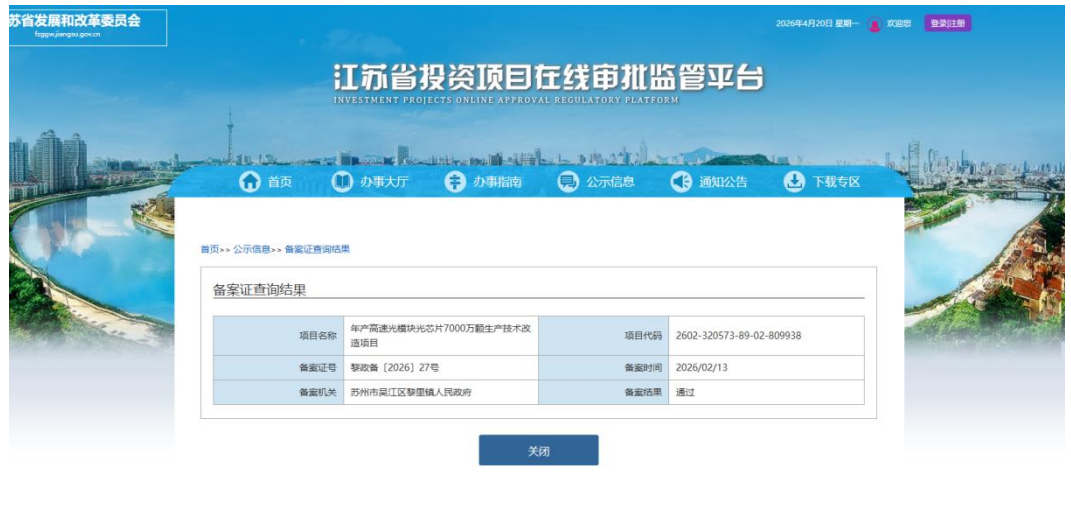 苏省发展和改革委员会
fzggw.jiangsu.gov.cn
2026年4月20日 星期一 欢迎您 登录|注册
江苏省投资项目在线审批监管平台
INVESTMENT PROJECTS ONLINE APPROVAL REGULATORY PLATFORM
首页 办事大厅 办事指南 公示信息 通知公告 下载专区
首页>> 公示信息>> 备案证查询结果
备案证查询结果
项目名称 年产高速光模块光芯片7000万颗生产技术改造项目 项目代码 2602-320573-89-02-809938
备案证号 黎政备〔2026〕27号 备案时间 2026/02/13
备案机关 苏州市吴江区黎里镇人民政府 备案结果 通过
关闭